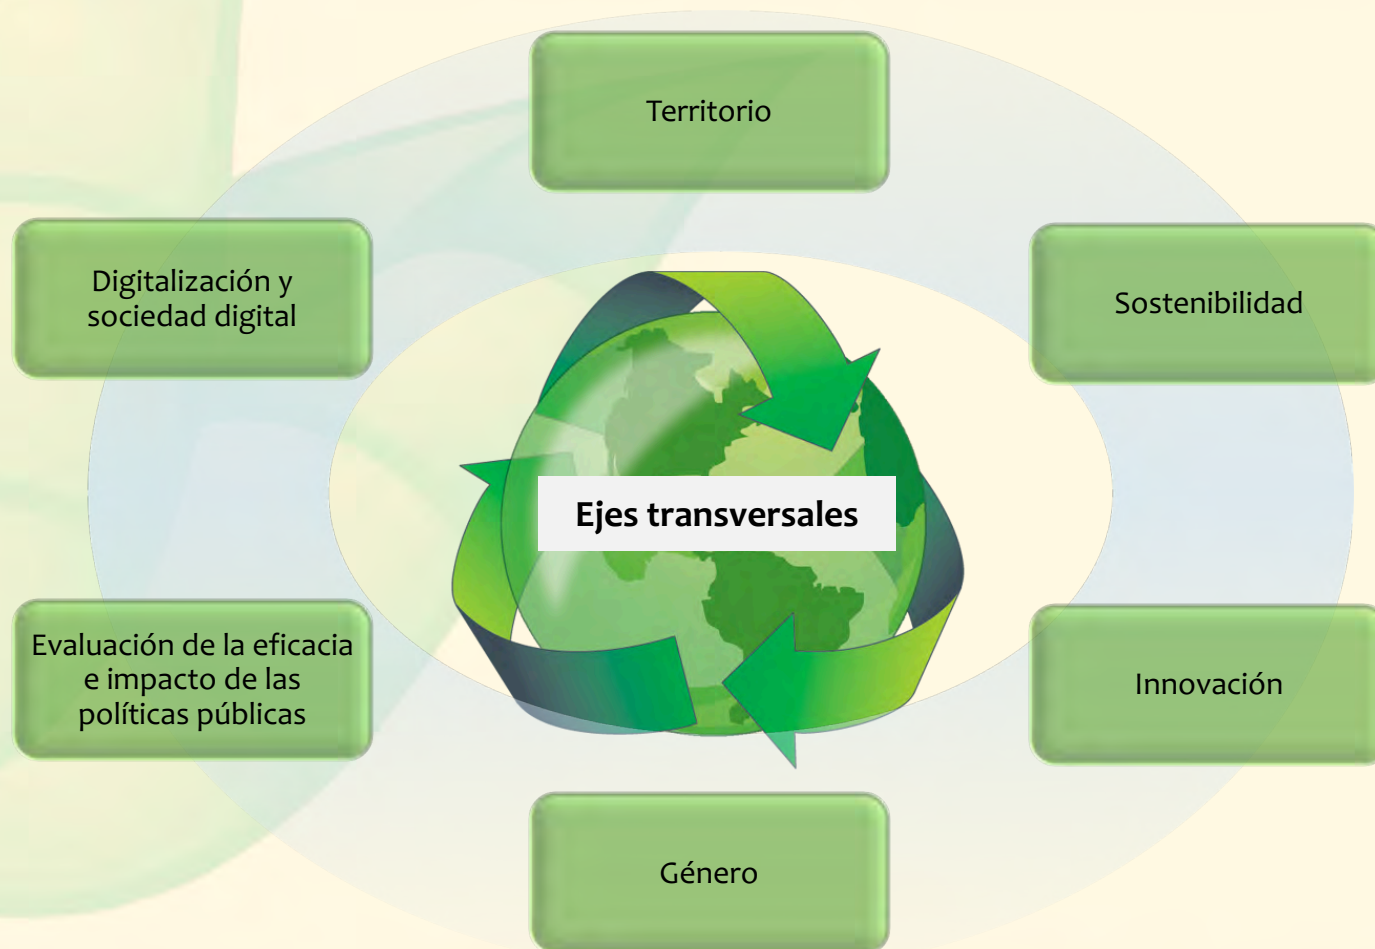 Territorio
Digitalización y
sociedad digital
Sostenibilidad
Ejes transversales
Evaluación de la eficacia
e impacto de las
políticas públicas
Innovación
Género